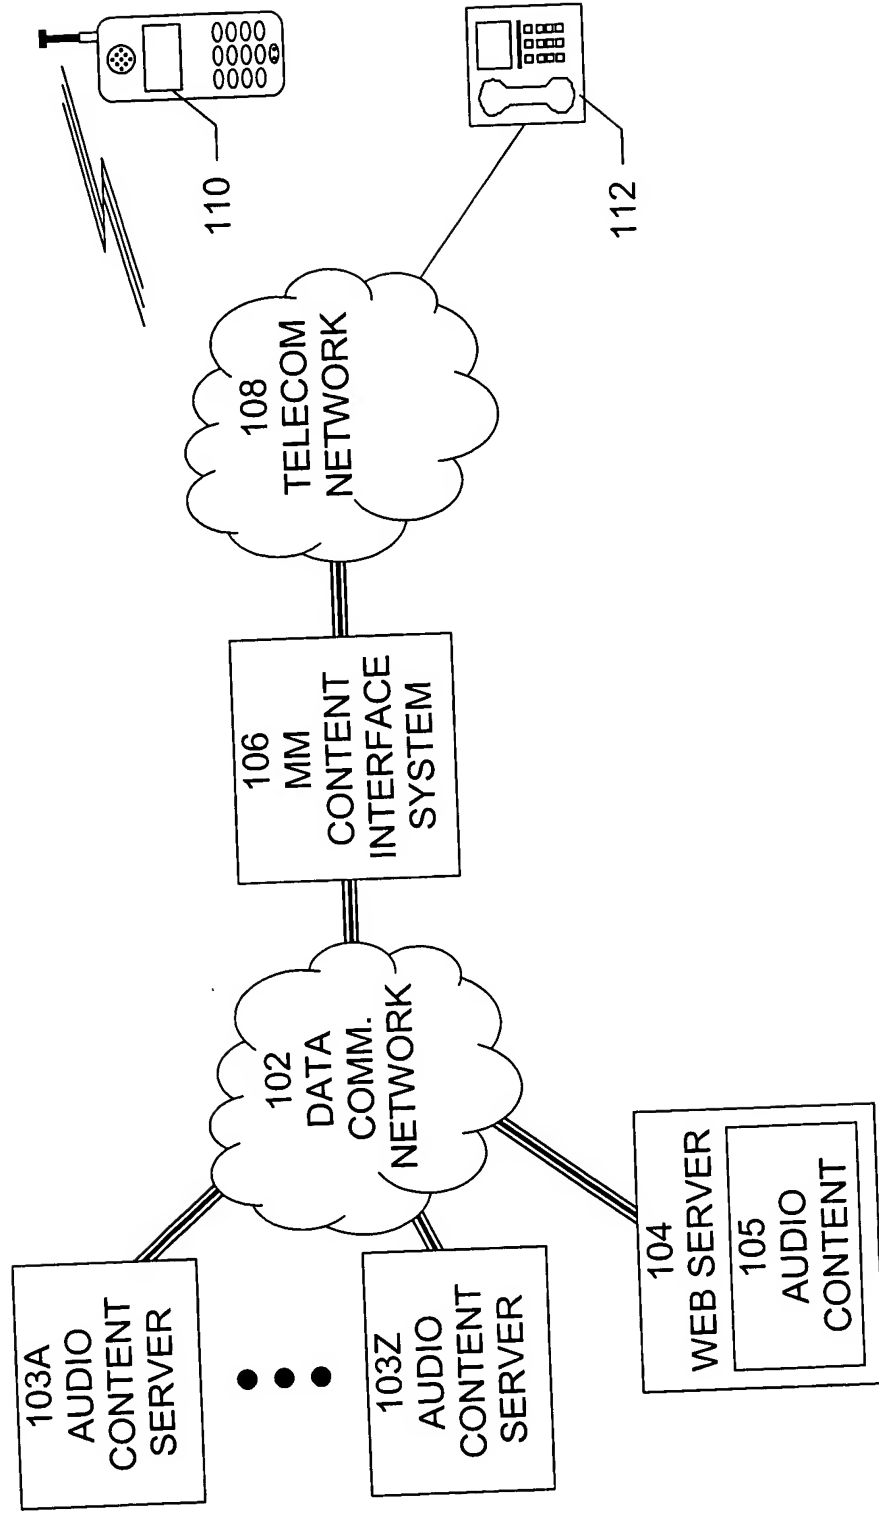 103A
AUDIO
CONTENT
SERVER
103Z
AUDIO
CONTENT
SERVER
104
WEB SERVER
105
AUDIO
CONTENT
102
DATA
COMM.
NETWORK
106
MM
CONTENT
INTERFACE
SYSTEM
108
TELECOM
NETWORK
110
112